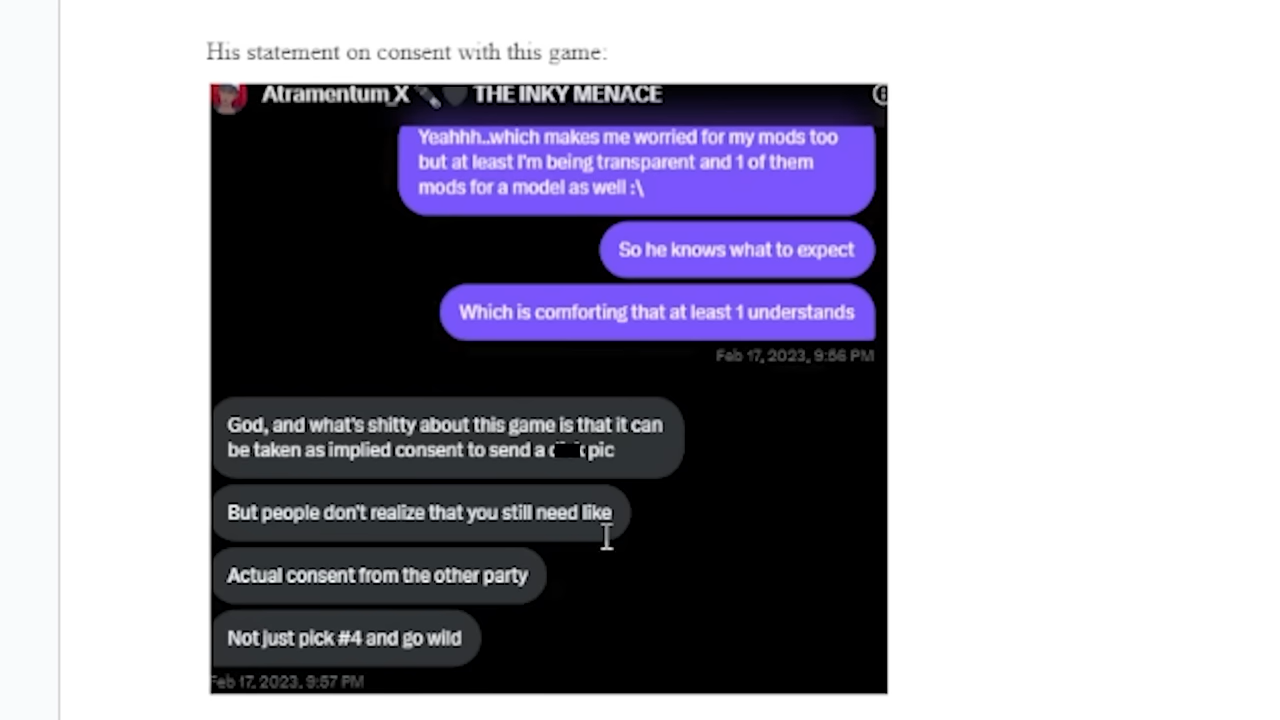 His statement on consent with this game:
Atramentum_X THE INKY MENACE
Yeahhh..which makes me worried for my mods too
but at least I'm being transparent and 1 of them
mods for a model as well :\
So he knows what to expect
Which is comforting that at least 1 understands
Feb 17, 2023, 9:56 PM
God, and what's shitty about this game is that it can
be taken as implied consent to send a pic
But people don't realize that you still need like
Actual consent from the other party
Not just pick #4 and go wild
Feb 17, 2023, 9:57 PM